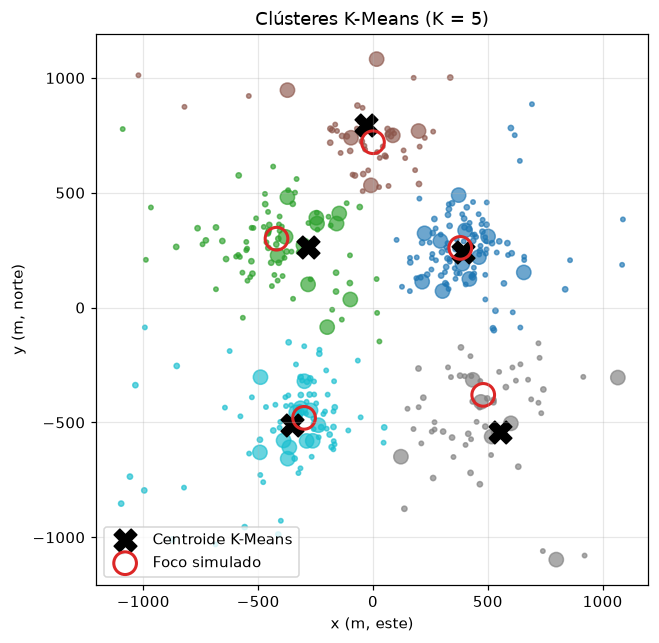 Clústeres K-Means (K = 5)
y (m, norte)
1000
500
0
−500
−1000
Centroide K-Means
Foco simulado
−1000 −500 0 500 1000
x (m, este)